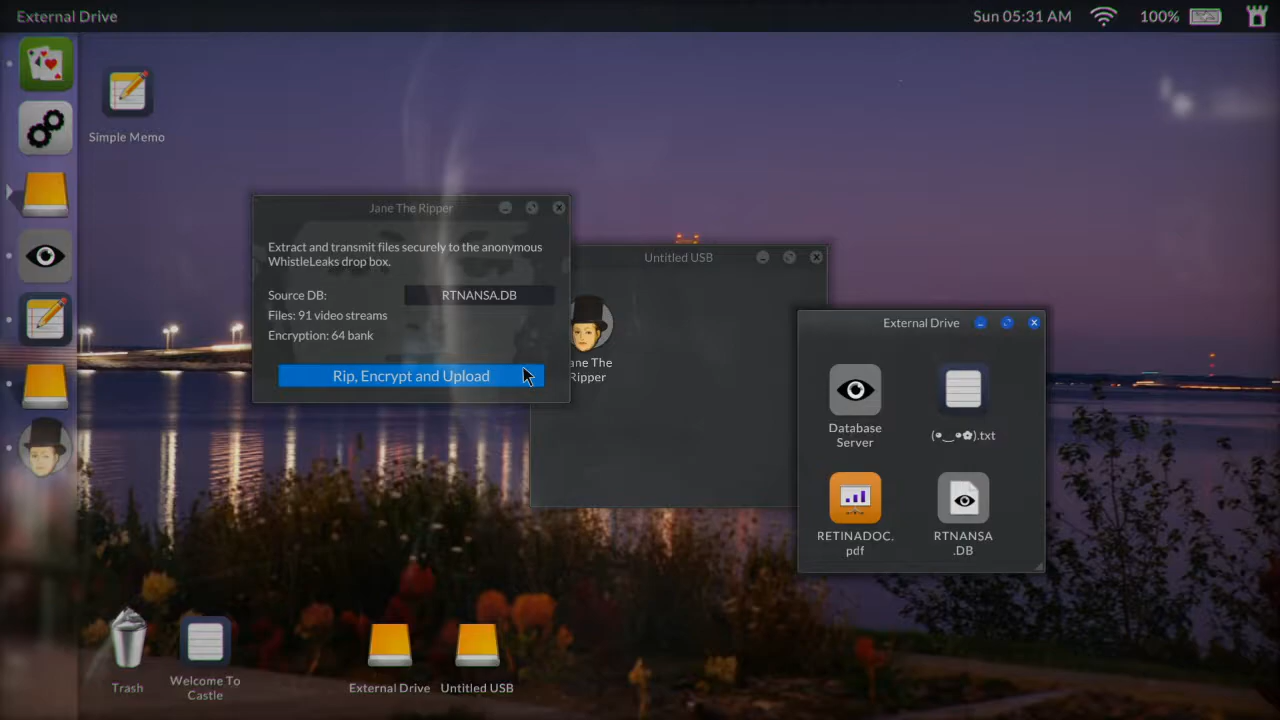 External Drive
Sun 05:31 AM
100%
Simple Memo
Jane The Ripper
Extract and transmit files securely to the anonymous
WhistleLeaks drop box.
Source DB:
RTNANSA.DB
Files: 91 video streams
Encryption: 64 bank
Rip, Encrypt and Upload
Untitled USB
ane The
Ripper
External Drive
Database
Server
(•‿•✿).txt
RETINADOC.
pdf
RTNANSA
.DB
Trash
Welcome To
Castle
External Drive
Untitled USB